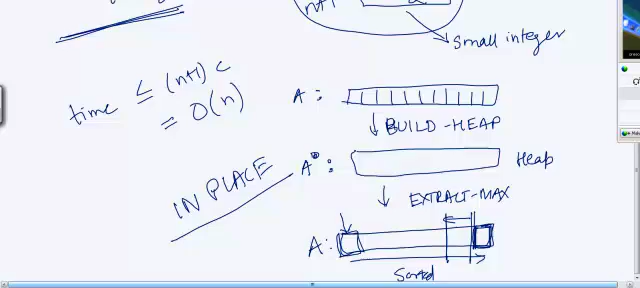 n+1
Small integer
time ≤ (n+1) c
= O(n)
A :
BUILD-HEAP
A :
Heap
IN PLACE
EXTRACT-MAX
A :
Sorted